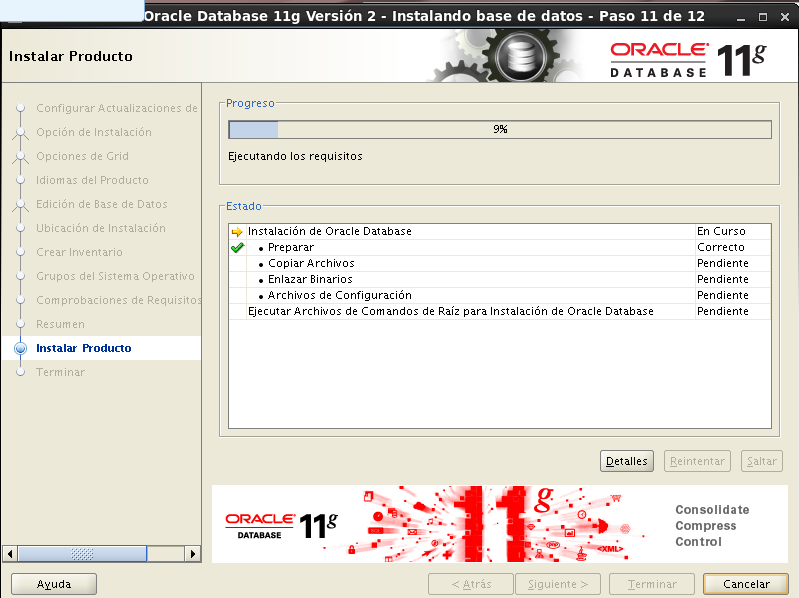 Oracle Database 11g Versión 2 - Instalando base de datos - Paso 11 de 12
Instalar Producto
ORACLE
DATABASE 11g
Configurar Actualizaciones de
Opción de Instalación
Opciones de Grid
Idiomas del Producto
Edición de Base de Datos
Ubicación de Instalación
Crear Inventario
Grupos del Sistema Operativo
Comprobaciones de Requisitos
Resumen
Instalar Producto
Terminar
Progreso
9%
Ejecutando los requisitos
Estado
Instalación de Oracle Database En Curso
• Preparar Correcto
• Copiar Archivos Pendiente
• Enlazar Binarios Pendiente
• Archivos de Configuración Pendiente
Ejecutar Archivos de Comandos de Raíz para Instalación de Oracle Database Pendiente
Detalles Reintentar Saltar
ORACLE
DATABASE 11g
11g
<XML>
Consolidate
Compress
Control
Ayuda < Atrás Siguiente > Terminar Cancelar